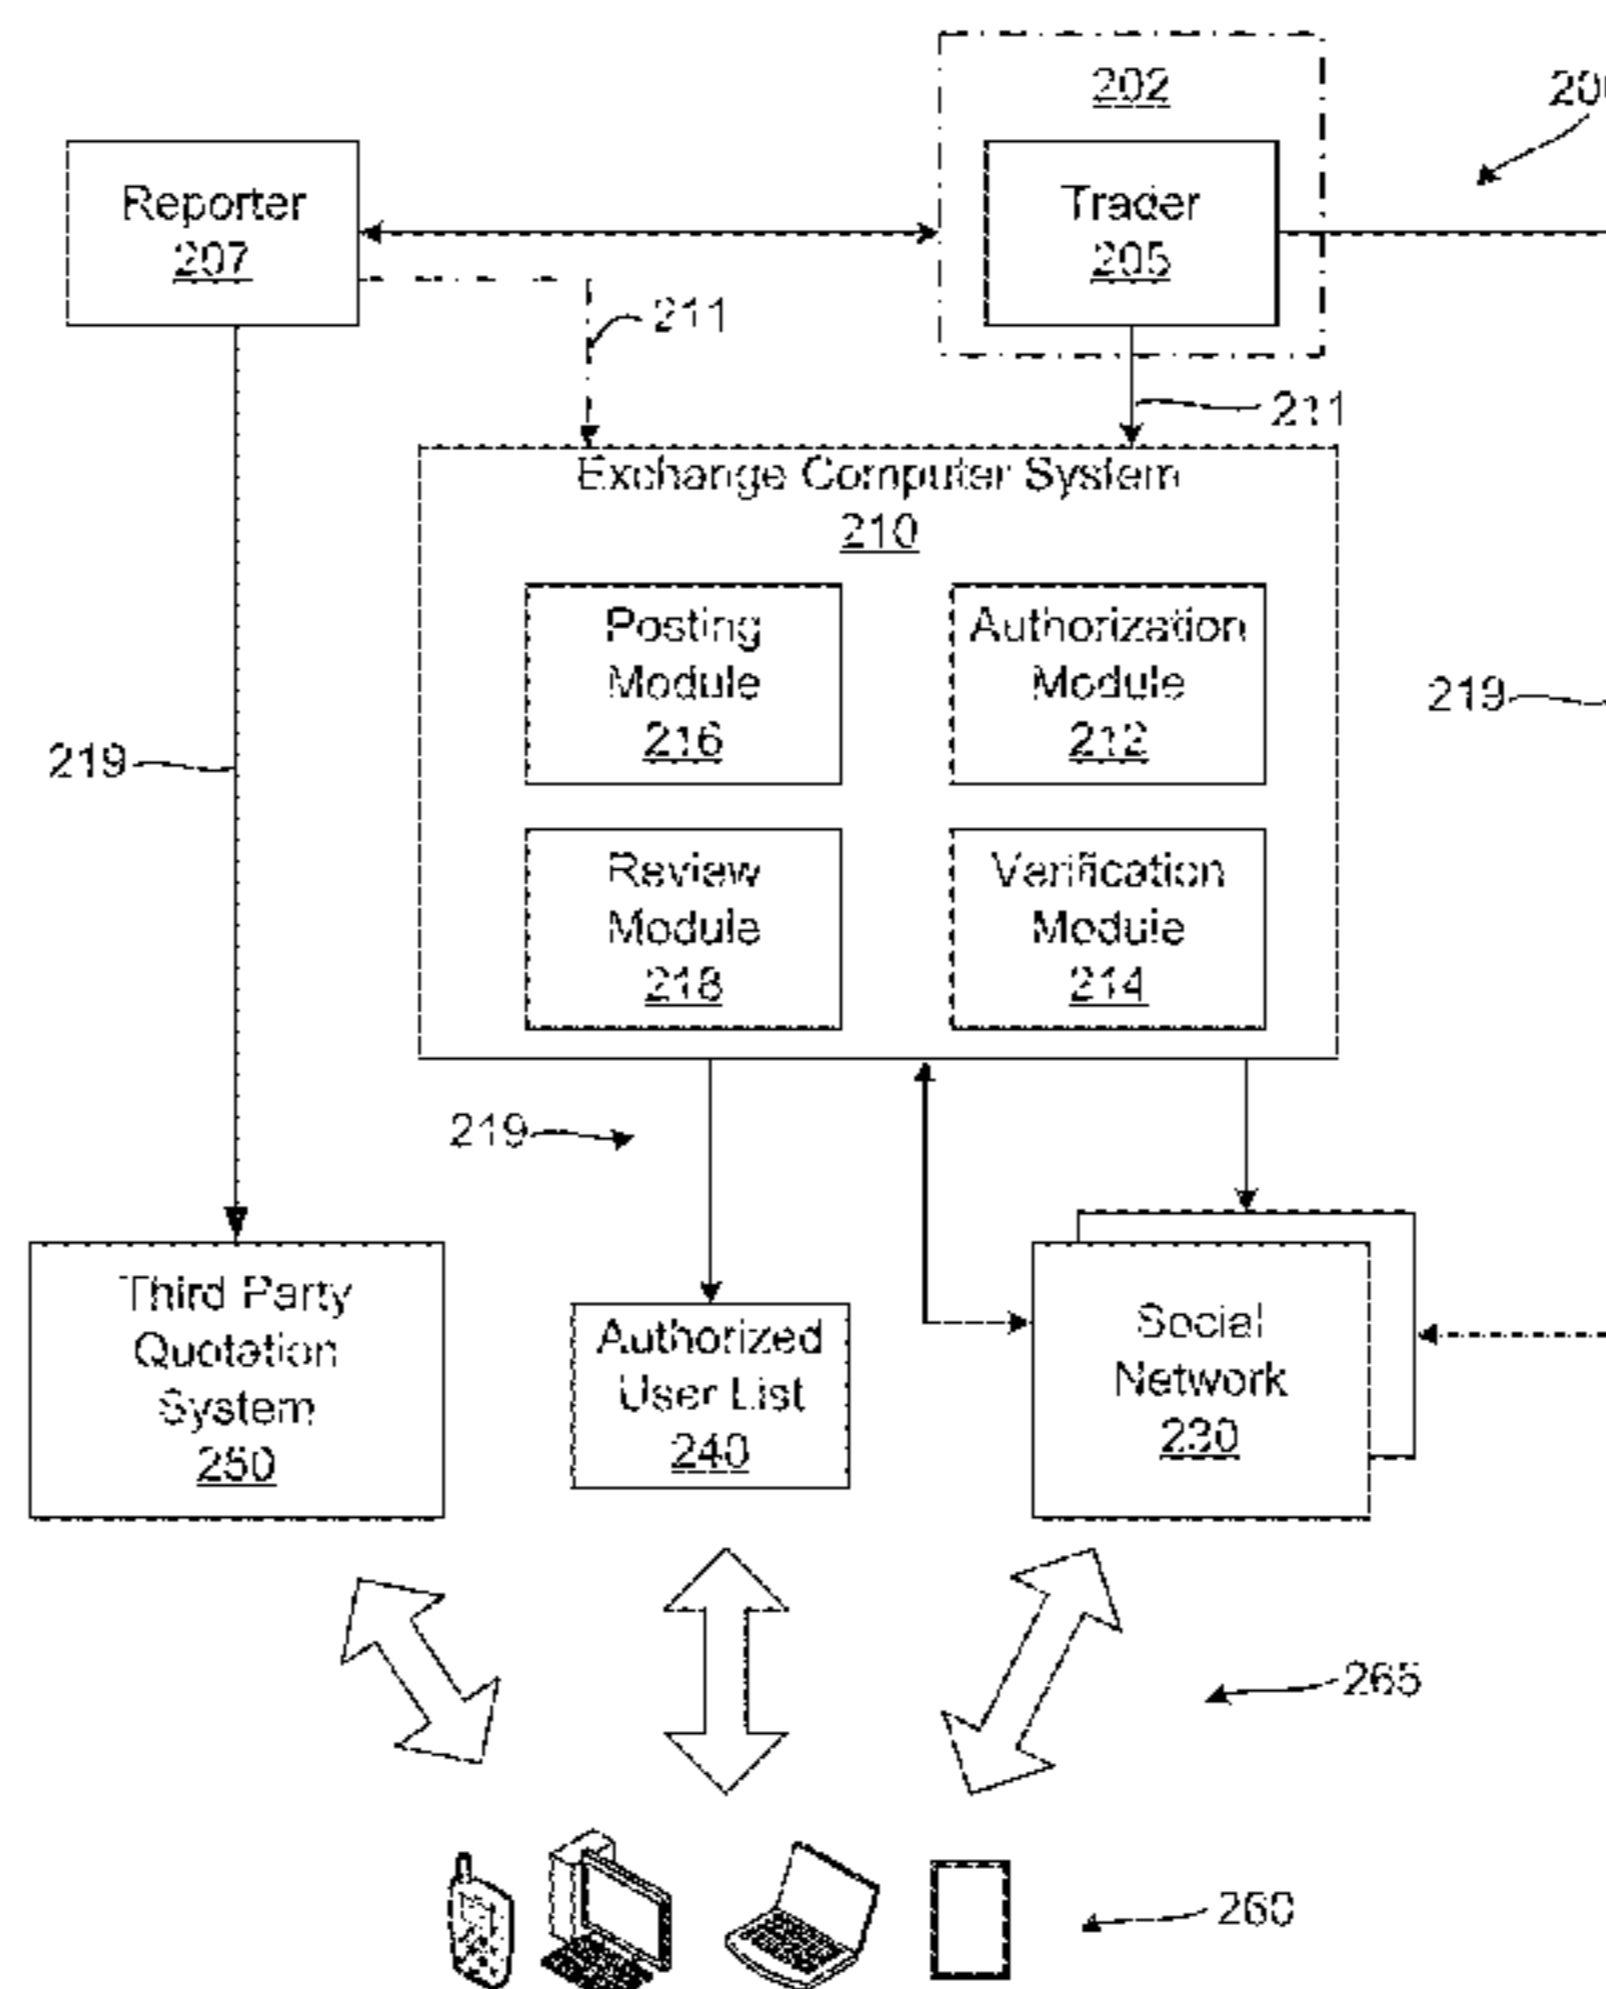 202
200
Reporter
207
Trader
205
211
211
Exchange Computer System
210
Posting
Module
216
Authorization
Module
212
219
219
Review
Module
218
Verification
Module
214
219
Third Party
Quotation
System
250
Authorized
User List
240
Social
Network
230
265
260